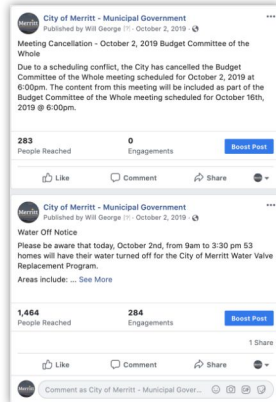 Merritt
City of Merritt - Municipal Government
Published by Will George [?] · October 2, 2019 ·
Meeting Cancellation - October 2, 2019 Budget Committee of the
Whole
Due to a scheduling conflict, the City has cancelled the Budget
Committee of the Whole meeting scheduled for October 2, 2019 at
6:00pm. The content from this meeting will be included as part of the
Budget Committee of the Whole meeting scheduled for October 16th,
2019 @ 6:00pm.
283
People Reached
0
Engagements
Boost Post
Like
Comment
Share
Merritt
City of Merritt - Municipal Government
Published by Will George [?] · October 2, 2019 ·
Water Off Notice
Please be aware that today, October 2nd, from 9am to 3:30 pm 53
homes will have their water turned off for the City of Merritt Water Valve
Replacement Program.
Areas include: ... See More
1,464
People Reached
284
Engagements
Boost Post
1 Share
Like
Comment
Share
Merritt
Comment as City of Merritt - Municipal Gover...